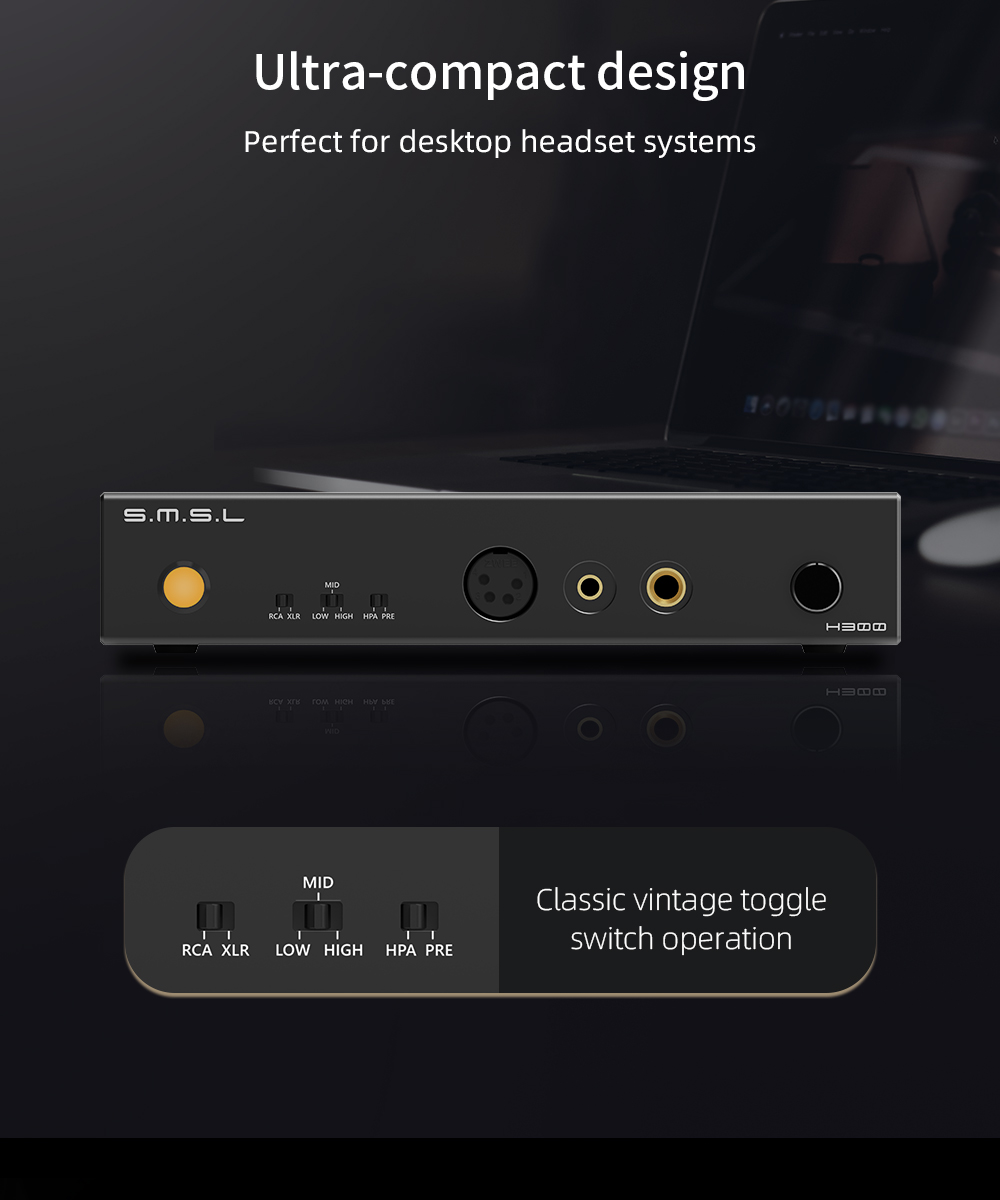 Ultra-compact design
Perfect for desktop headset systems
S.M.S.L
MID
RCA XLR LOW HIGH HPA PRE
H300
MID
RCA XLR LOW HIGH HPA PRE
Classic vintage toggle
switch operation